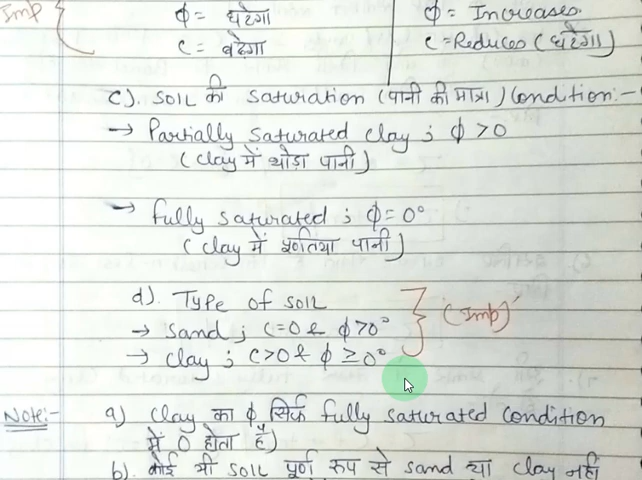 Imp
ϕ = घटेगा
C = बढेगा
ϕ = Increases.
C = Reduces (घटेगा)
C). SOIL की Saturation (पानी की मात्रा) Condition:-
→ Partially Saturated clay ; ϕ >0
(clay में थोड़ा पानी)
→ fully saturated ; ϕ = 0°
(clay में पानी)
d). Type of SOIL
→ Sand ; C=0 & ϕ>0°
→ Clay ; C>0 & ϕ ≥ 0°
(Imp)
Note:- a) Clay का ϕ सिर्फ fully saturated condition
में 0 होता है)
b). कोई भी SOIL पूर्ण रूप से sand या clay नही